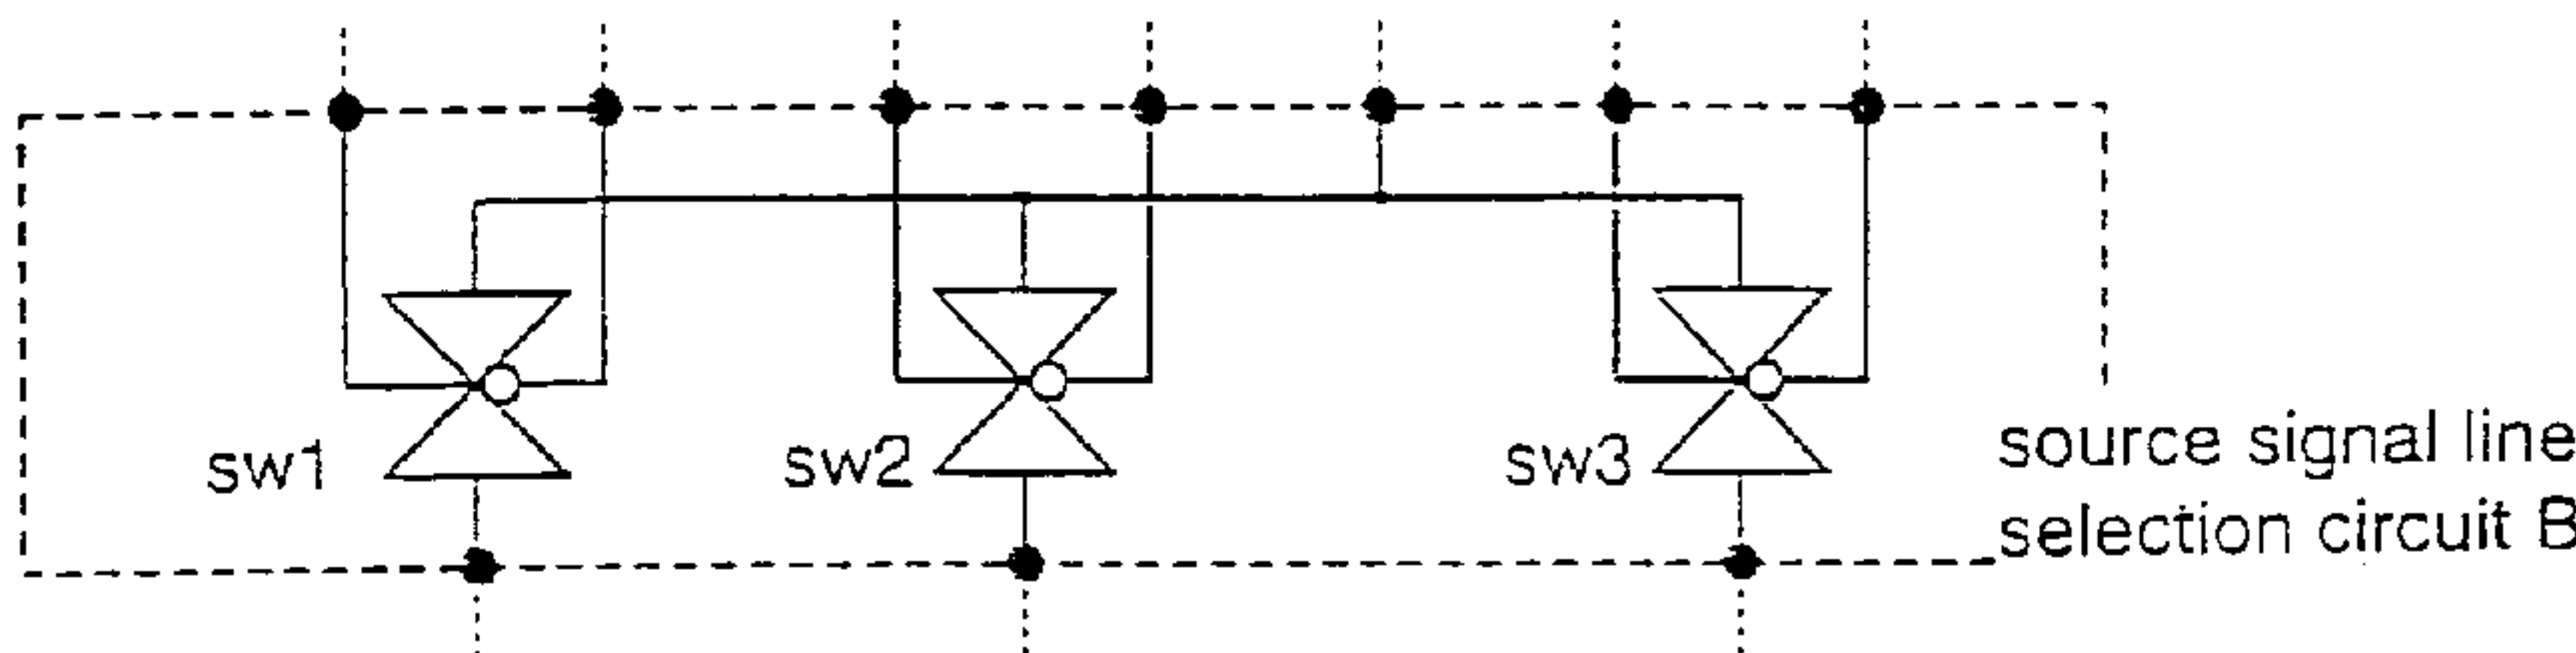 sw1
sw2
sw3
source signal line
selection circuit B